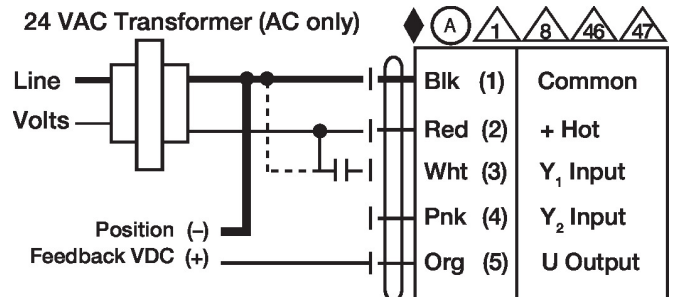 24 VAC Transformer (AC only)
A 1 8 46 47
Line
Volts
Blk (1) Common
Red (2) + Hot
Wht (3) Y1 Input
Pnk (4) Y2 Input
Position (–)
Feedback VDC (+)
Org (5) U Output